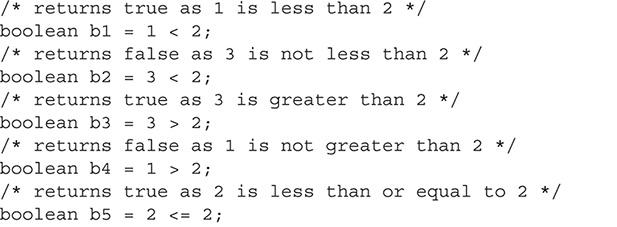 /* returns true as 1 is less than 2 */
boolean b1 = 1 < 2;
/* returns false as 3 is not less than 2 */
boolean b2 = 3 < 2;
/* returns true as 3 is greater than 2 */
boolean b3 = 3 > 2;
/* returns false as 1 is not greater than 2 */
boolean b4 = 1 > 2;
/* returns true as 2 is less than or equal to 2 */
boolean b5 = 2 <= 2;